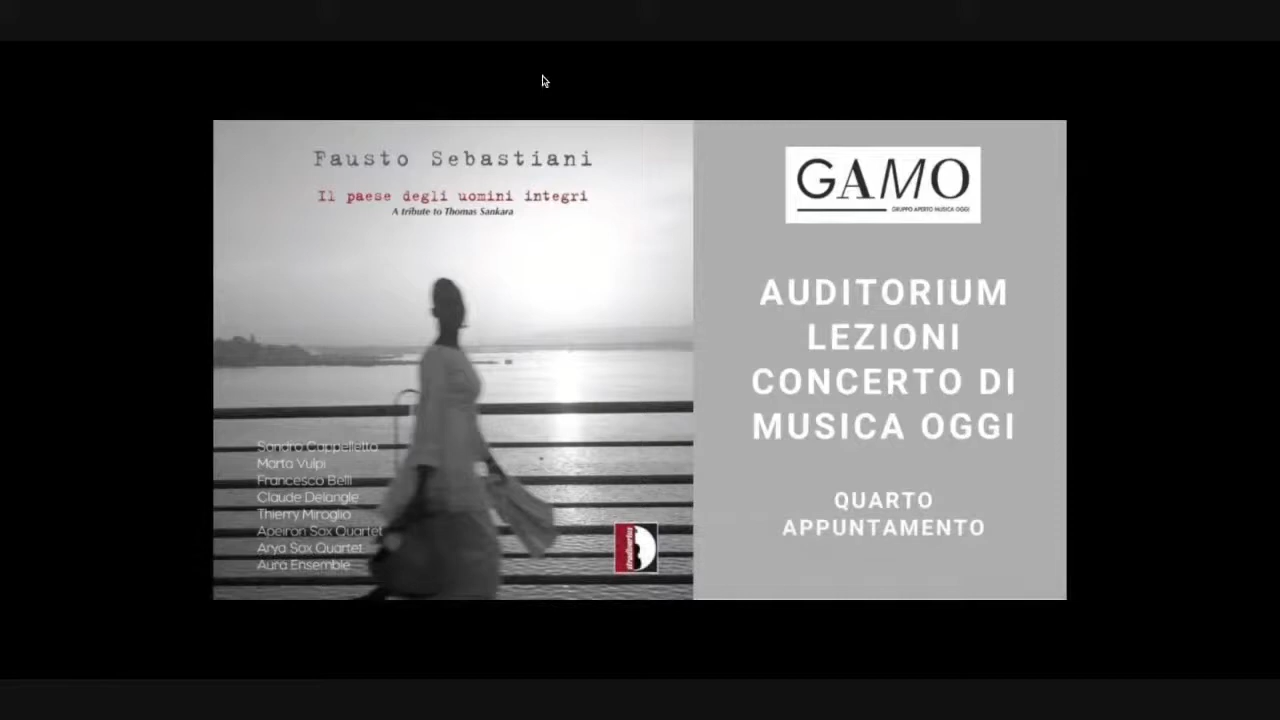 Fausto Sebastiani
Il paese degli uomini integri
A tribute to Thomas Sankara
Sandro Cappelletto
Marta Vulpi
Francesco Belli
Claude Delangle
Thierry Miroglio
Apeiron Sax Quartet
Arya Sax Quartet
Aura Ensemble
stradivarius
GAMO
GRUPPO APERTO MUSICA OGGI
AUDITORIUM
LEZIONI
CONCERTO DI
MUSICA OGGI
QUARTO
APPUNTAMENTO